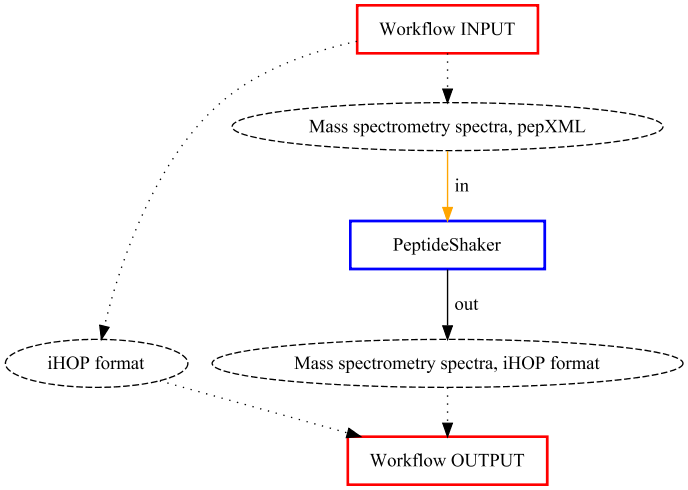 Workflow INPUT
Mass spectrometry spectra, pepXML
in
PeptideShaker
out
iHOP format
Mass spectrometry spectra, iHOP format
Workflow OUTPUT